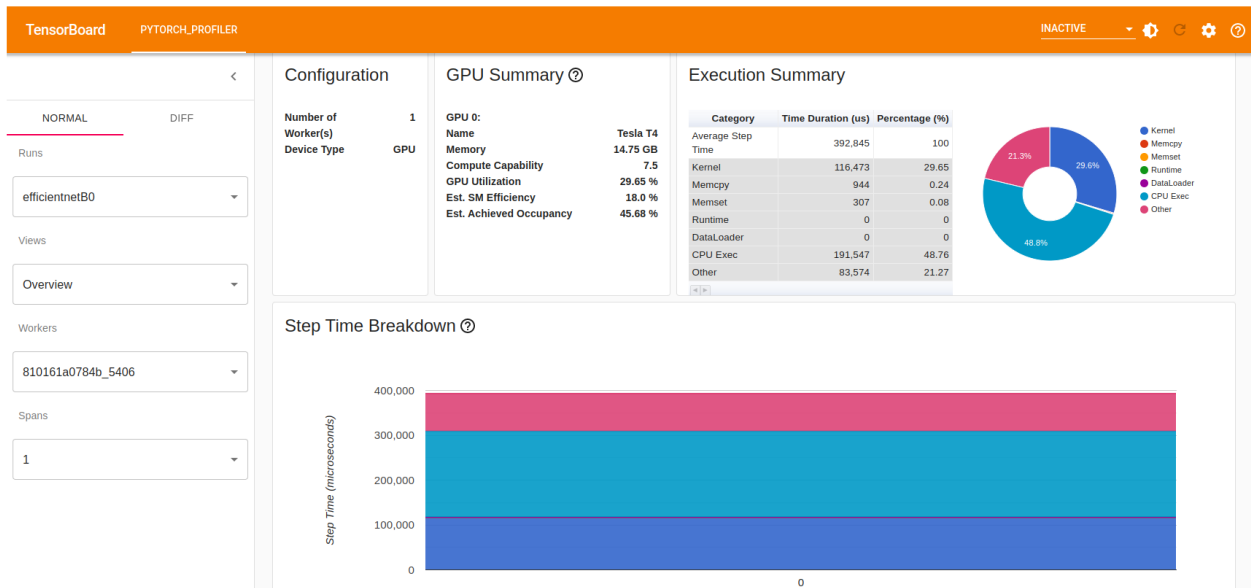 TensorBoard PYTORCH_PROFILER INACTIVE
NORMAL DIFF
Runs
efficientnetB0
Views
Overview
Workers
810161a0784b_5406
Spans
1
Configuration
Number of Worker(s) 1
Device Type GPU
GPU Summary
GPU 0:
Name Tesla T4
Memory 14.75 GB
Compute Capability 7.5
GPU Utilization 29.65 %
Est. SM Efficiency 18.0 %
Est. Achieved Occupancy 45.68 %
Execution Summary
Category Time Duration (us) Percentage (%)
Average Step Time 392,845 100
Kernel 116,473 29.65
Memcpy 944 0.24
Memset 307 0.08
Runtime 0 0
DataLoader 0 0
CPU Exec 191,547 48.76
Other 83,574 21.27
21.3%
29.6%
48.8%
Kernel
Memcpy
Memset
Runtime
DataLoader
CPU Exec
Other
Step Time Breakdown
Step Time (microseconds)
400,000
300,000
200,000
100,000
0
0